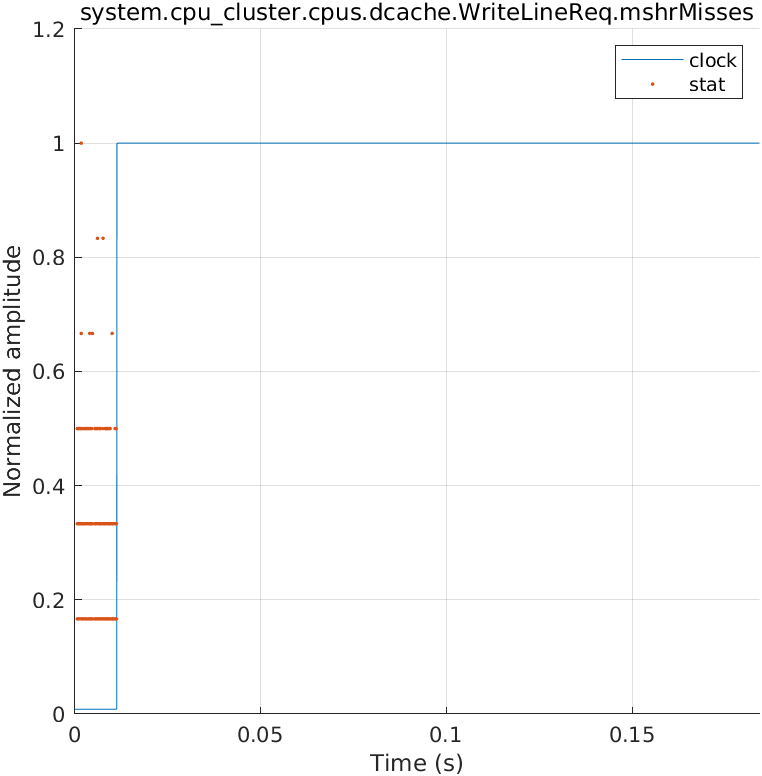 system.cpu_cluster.cpus.dcache.WriteLineReq.mshrMisses
clock
stat
Normalized amplitude
1.2
1
0.8
0.6
0.4
0.2
0
0
0.05
0.1
0.15
Time (s)